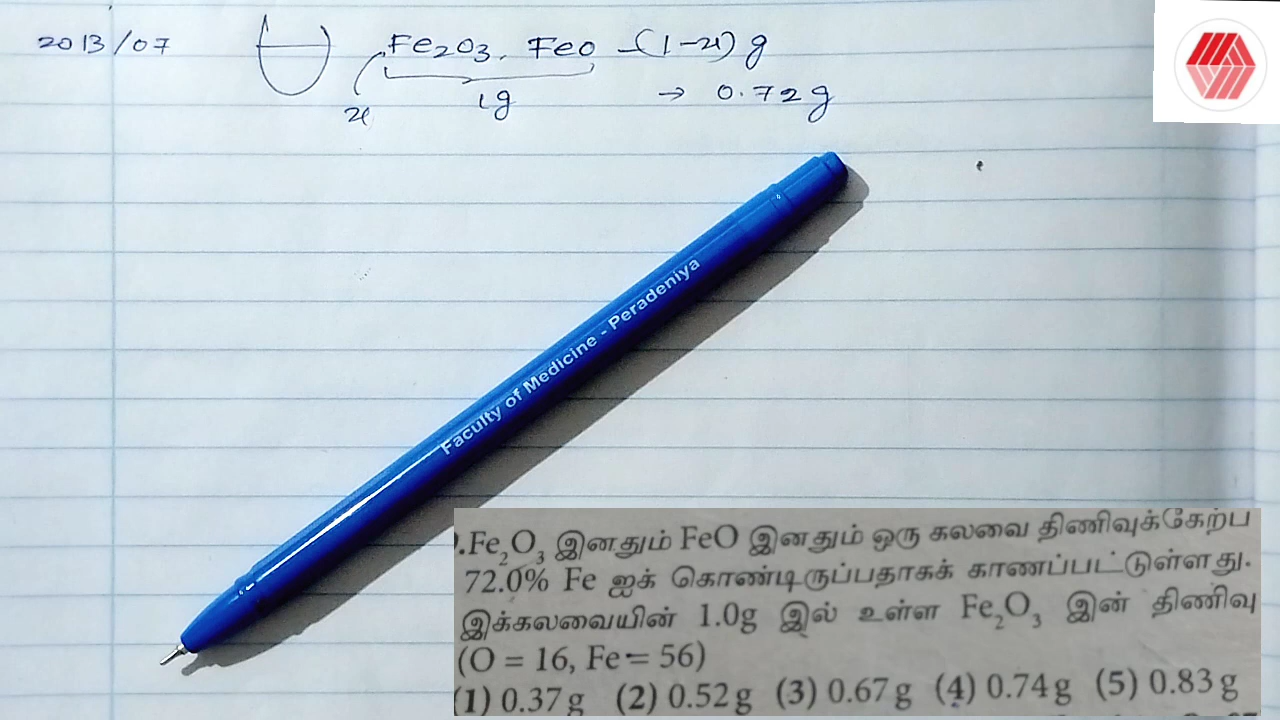 2013/07 Fe₂O₃, FeO -(1-x) g
x 1g → 0.72 g
Faculty of Medicine - Peradeniya
.Fe₂O₃ இனதும் FeO இனதும் ஒரு கலவை திணிவுக்கேற்ப
72.0% Fe ஐக் கொண்டிருப்பதாகக் காணப்பட்டுள்ளது.
இக்கலவையின் 1.0g இல் உள்ள Fe₂O₃ இன் திணிவு
(O = 16, Fe = 56)
(1) 0.37 g (2) 0.52 g (3) 0.67 g (4) 0.74 g (5) 0.83 g